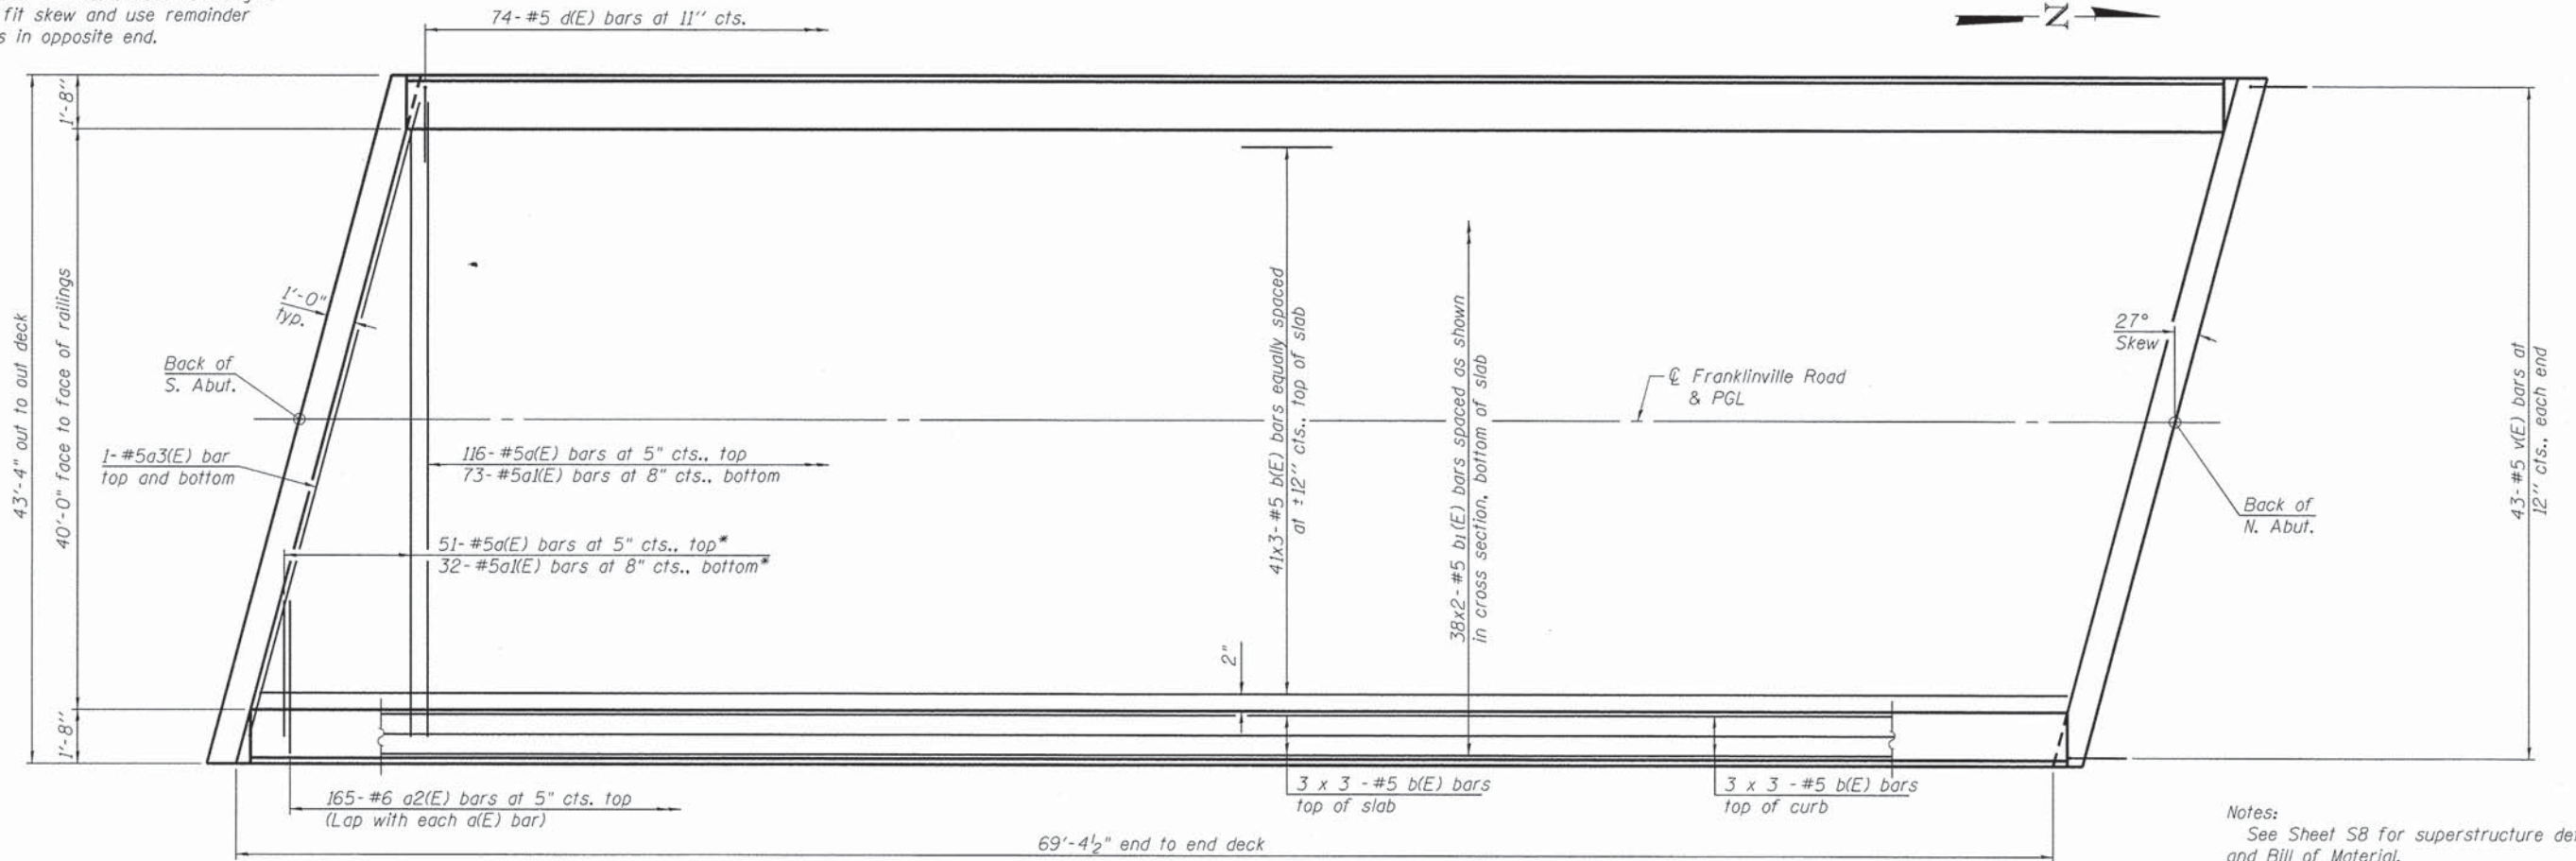 fit skew and use remainder
in opposite end.
74-#5 d(E) bars at 11'' cts.
N
1'-8''
43'-4" out to out deck
40'-0" face to face of railings
1'-8''
1'-0"
typ.
Back of
S. Abut.
1-#5a3(E) bar
top and bottom
116-#5a(E) bars at 5" cts., top
73-#5a1(E) bars at 8" cts., bottom
51-#5a(E) bars at 5" cts., top*
32-#5a1(E) bars at 8" cts., bottom*
41x3-#5 b(E) bars equally spaced
at ±12'' cts., top of slab
38x2-#5 b1(E) bars spaced as shown
in cross section, bottom of slab
℄ Franklinville Road
& PGL
27°
Skew
Back of
N. Abut.
43-#5 v(E) bars at
12'' cts., each end
2"
165-#6 a2(E) bars at 5" cts. top
(Lap with each a(E) bar)
3 x 3 -#5 b(E) bars
top of slab
3 x 3 -#5 b(E) bars
top of curb
69'-4½" end to end deck
Notes:
See Sheet S8 for superstructure
and Bill of Material.